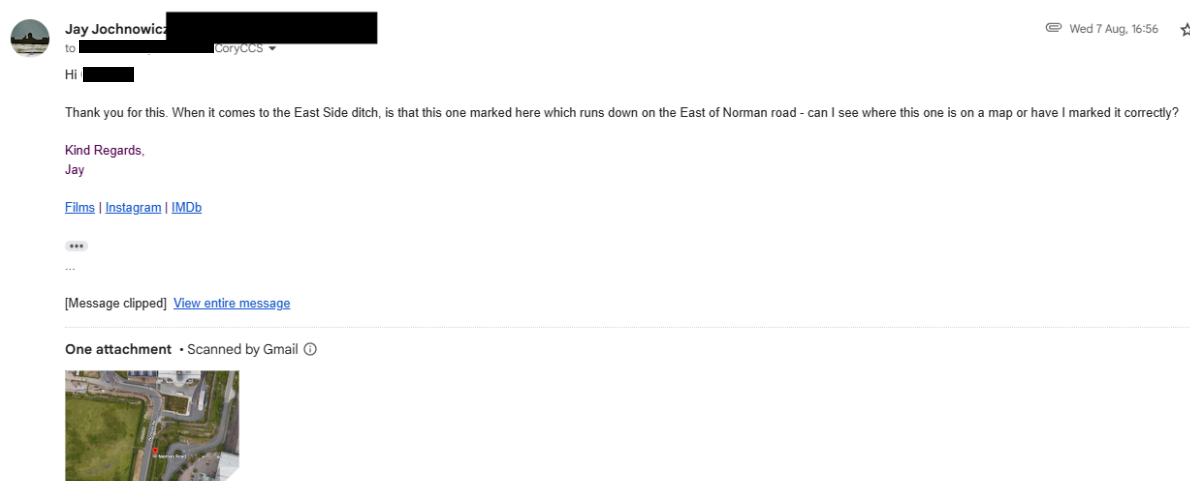 Jay Jochnowicz
Wed 7 Aug, 16:56
to CoryCCS
Hi
Thank you for this. When it comes to the East Side ditch, is that this one marked here which runs down on the East of Norman road - can I see where this one is on a map or have I marked it correctly?
Kind Regards,
Jay
Films | Instagram | IMDb
...
[Message clipped] View entire message
One attachment • Scanned by Gmail
Norman Road